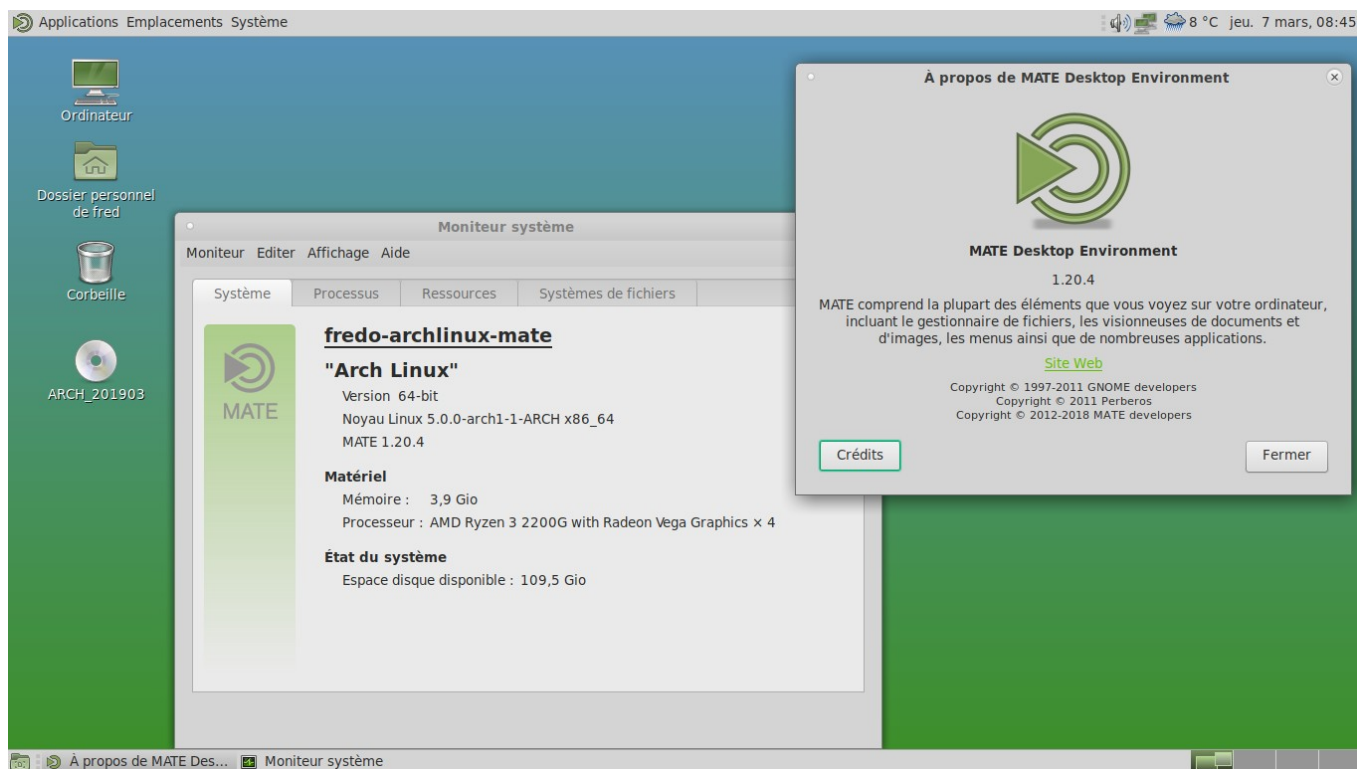 Applications Emplacements Système
8 °C jeu. 7 mars, 08:45
Ordinateur
Dossier personnel
de fred
Corbeille
ARCH_201903
Moniteur système
Moniteur Editer Affichage Aide
Système Processus Ressources Systèmes de fichiers
MATE
fredo-archlinux-mate
"Arch Linux"
Version 64-bit
Noyau Linux 5.0.0-arch1-1-ARCH x86_64
MATE 1.20.4
Matériel
Mémoire : 3,9 Gio
Processeur : AMD Ryzen 3 2200G with Radeon Vega Graphics × 4
État du système
Espace disque disponible : 109,5 Gio
À propos de MATE Desktop Environment
MATE Desktop Environment
1.20.4
MATE comprend la plupart des éléments que vous voyez sur votre ordinateur,
incluant le gestionnaire de fichiers, les visionneuses de documents et
d'images, les menus ainsi que de nombreuses applications.
Site Web
Copyright © 1997-2011 GNOME developers
Copyright © 2011 Perberos
Copyright © 2012-2018 MATE developers
Crédits Fermer
À propos de MATE Des... Moniteur système